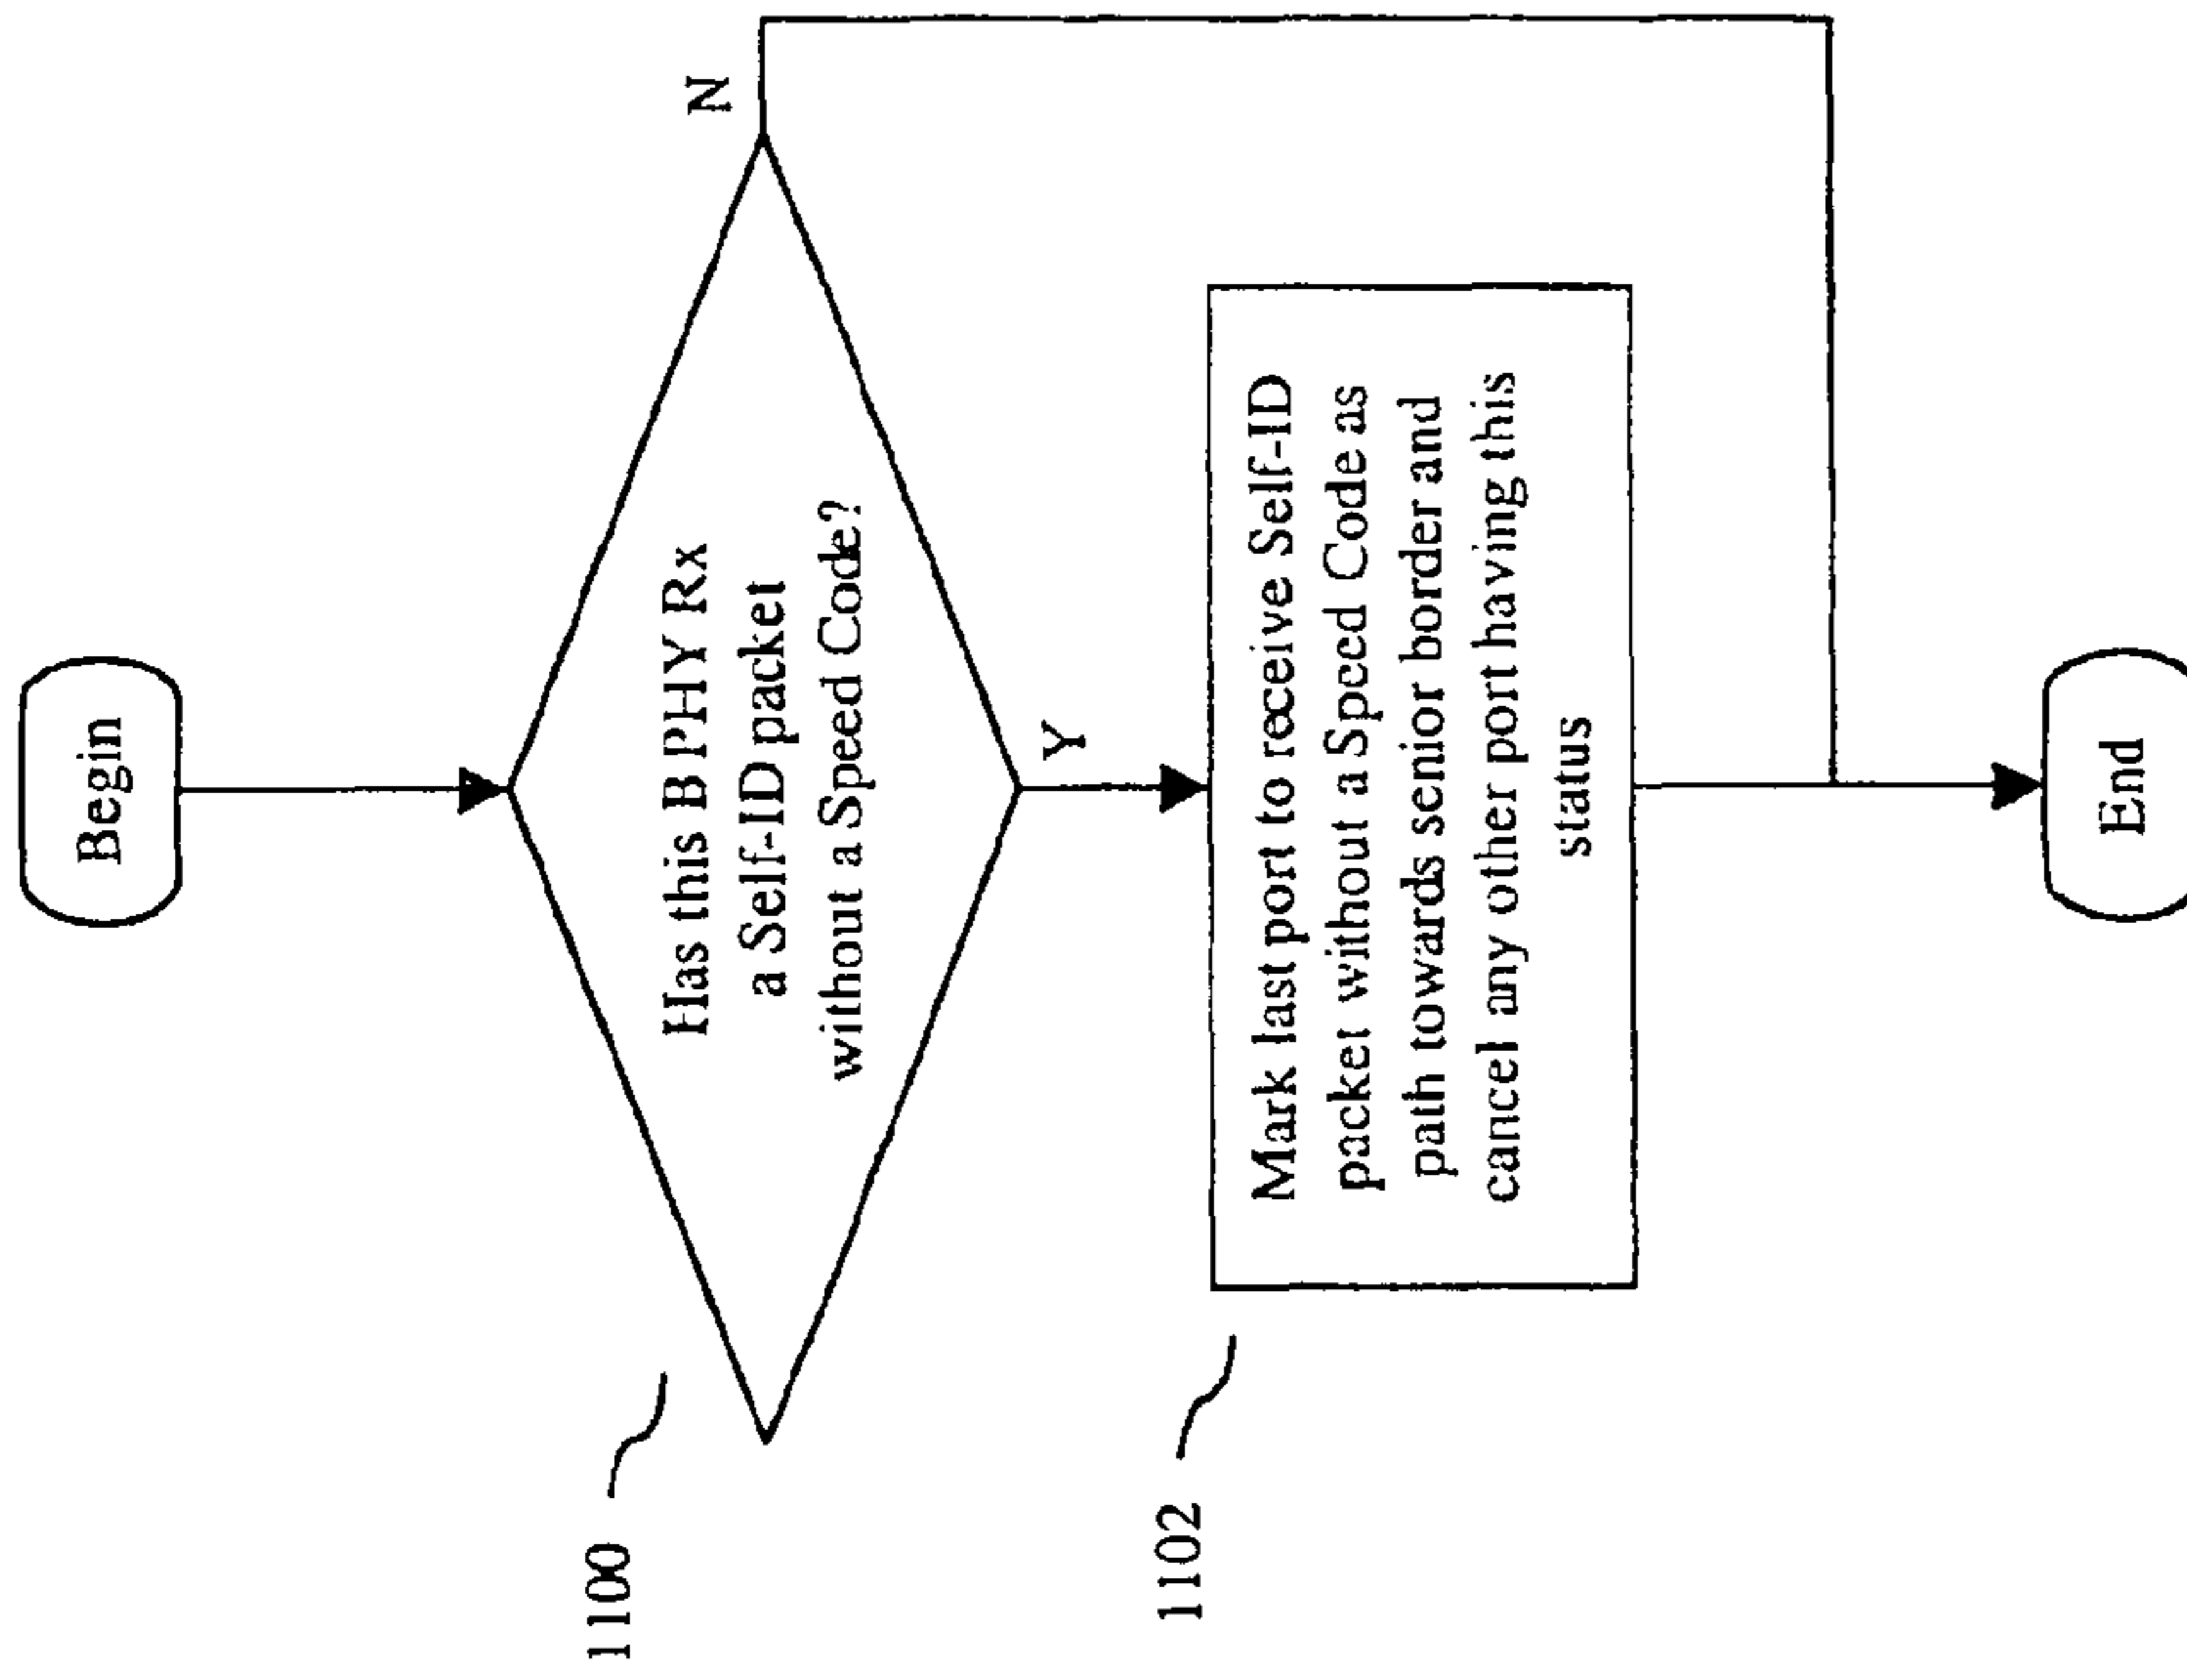 Begin
1100
Has this B PHY Rx
a Self-ID packet
without a Speed Code?
N
Y
1102
Mark last port to receive Self-ID
packet without a Speed Code as
path towards senior border and
cancel any other port having this
status
End